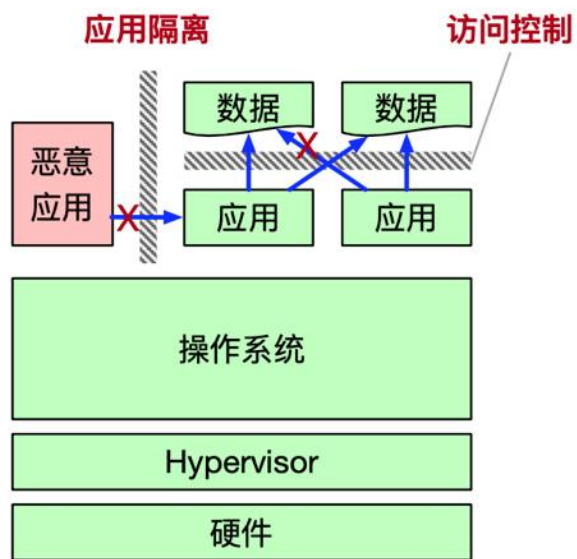 应用隔离
访问控制
数据
数据
恶意
应用
X
X
应用
应用
操作系统
Hypervisor
硬件